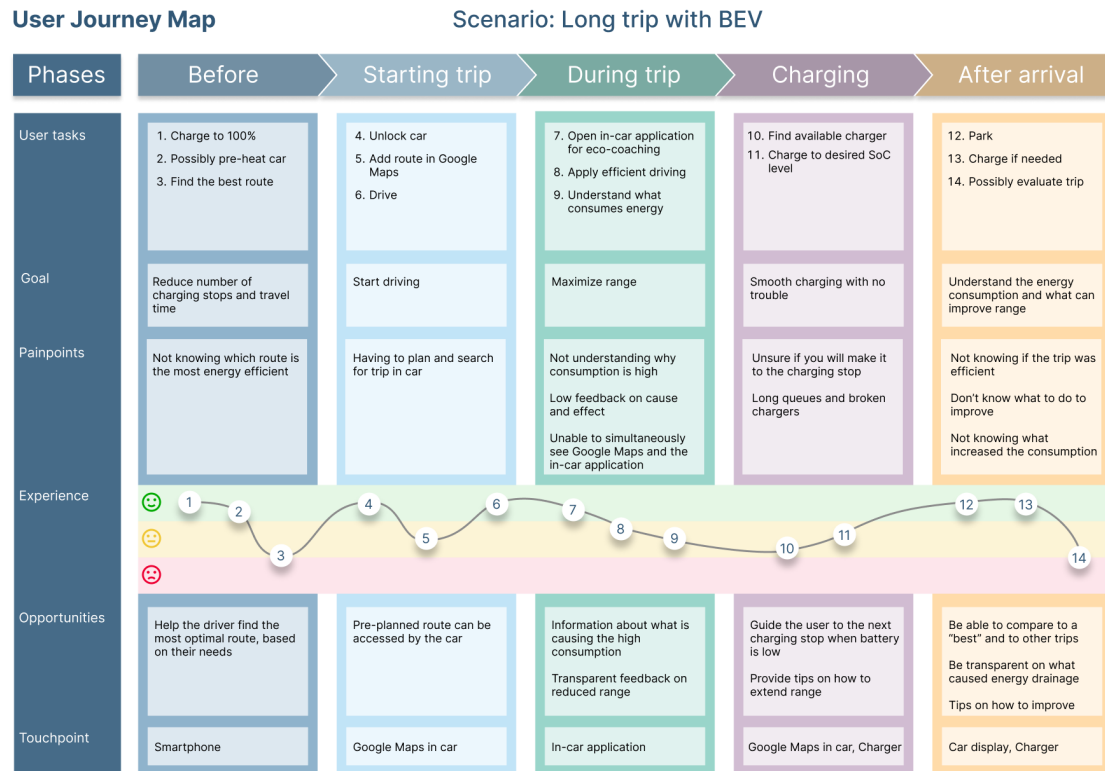 User Journey Map
Scenario: Long trip with BEV
Phases
Before
Starting trip
During trip
Charging
After arrival
User tasks
1. Charge to 100%
2. Possibly pre-heat car
3. Find the best route
4. Unlock car
5. Add route in Google
Maps
6. Drive
7. Open in-car application
for eco-coaching
8. Apply efficient driving
9. Understand what
consumes energy
10. Find available charger
11. Charge to desired SoC
level
12. Park
13. Charge if needed
14. Possibly evaluate trip
Goal
Reduce number of
charging stops and travel
time
Start driving
Maximize range
Smooth charging with no
trouble
Understand the energy
consumption and what can
improve range
Painpoints
Not knowing which route is
the most energy efficient
Having to plan and search
for trip in car
Not understanding why
consumption is high
Low feedback on cause
and effect
Unable to simultaneously
see Google Maps and the
in-car application
Unsure if you will make it
to the charging stop
Long queues and broken
chargers
Not knowing if the trip was
efficient
Don't know what to do to
improve
Not knowing what
increased the consumption
Experience
1
2
3
4
5
6
7
8
9
10
11
12
13
14
Opportunities
Help the driver find the
most optimal route, based
on their needs
Pre-planned route can be
accessed by the car
Information about what is
causing the high
consumption
Transparent feedback on
reduced range
Guide the user to the next
charging stop when battery
is low
Provide tips on how to
extend range
Be able to compare to a
“best” and to other trips
Be transparent on what
caused energy drainage
Tips on how to improve
Touchpoint
Smartphone
Google Maps in car
In-car application
Google Maps in car, Charger
Car display, Charger